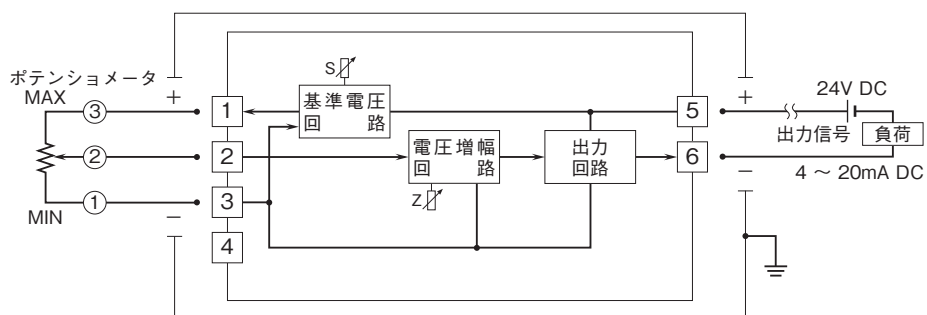 ポテンショメータ
MAX
③
②
①
MIN
+
−
1
2
3
4
S
基準電圧
回路
電圧増幅
回路
Z
出力
回路
5
6
+
−
24V DC
出力信号
負荷
4 ～ 20mA DC